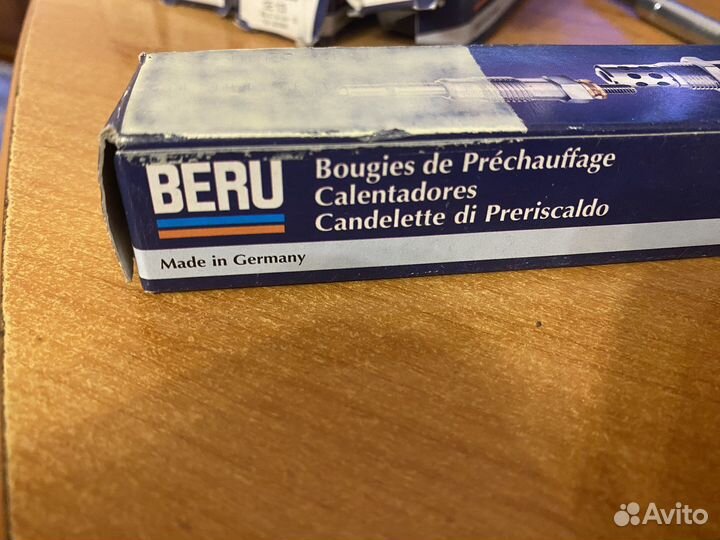 BERU
Bougies de Préchauffage
Calentadores
Candelette di Preriscaldo
Made in Germany
Avito